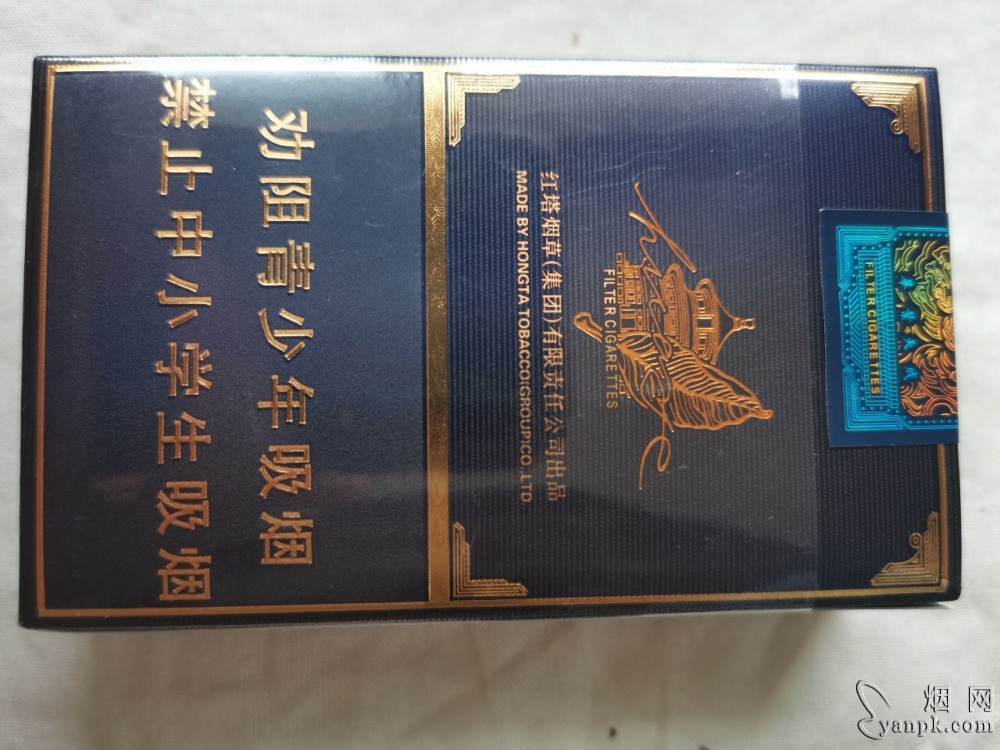 红塔烟草(集团)有限责任公司出品
MADE BY HONGTA TOBACCO(GROUP)CO.,LTD.
FILTER CIGARETTES
劝阻青少年吸烟
禁止中小学生吸烟
FILTER CIGARETTES
烟网
yanpk.com